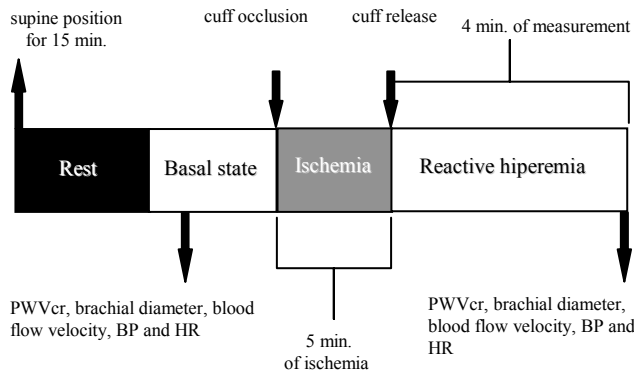 supine position
for 15 min.
cuff occlusion
cuff release
4 min. of measurement
Rest
Basal state
Ischemia
Reactive hiperemia
PWVcr, brachial diameter, blood
flow velocity, BP and HR
5 min.
of ischemia
PWVcr, brachial diameter,
blood flow velocity, BP and
HR